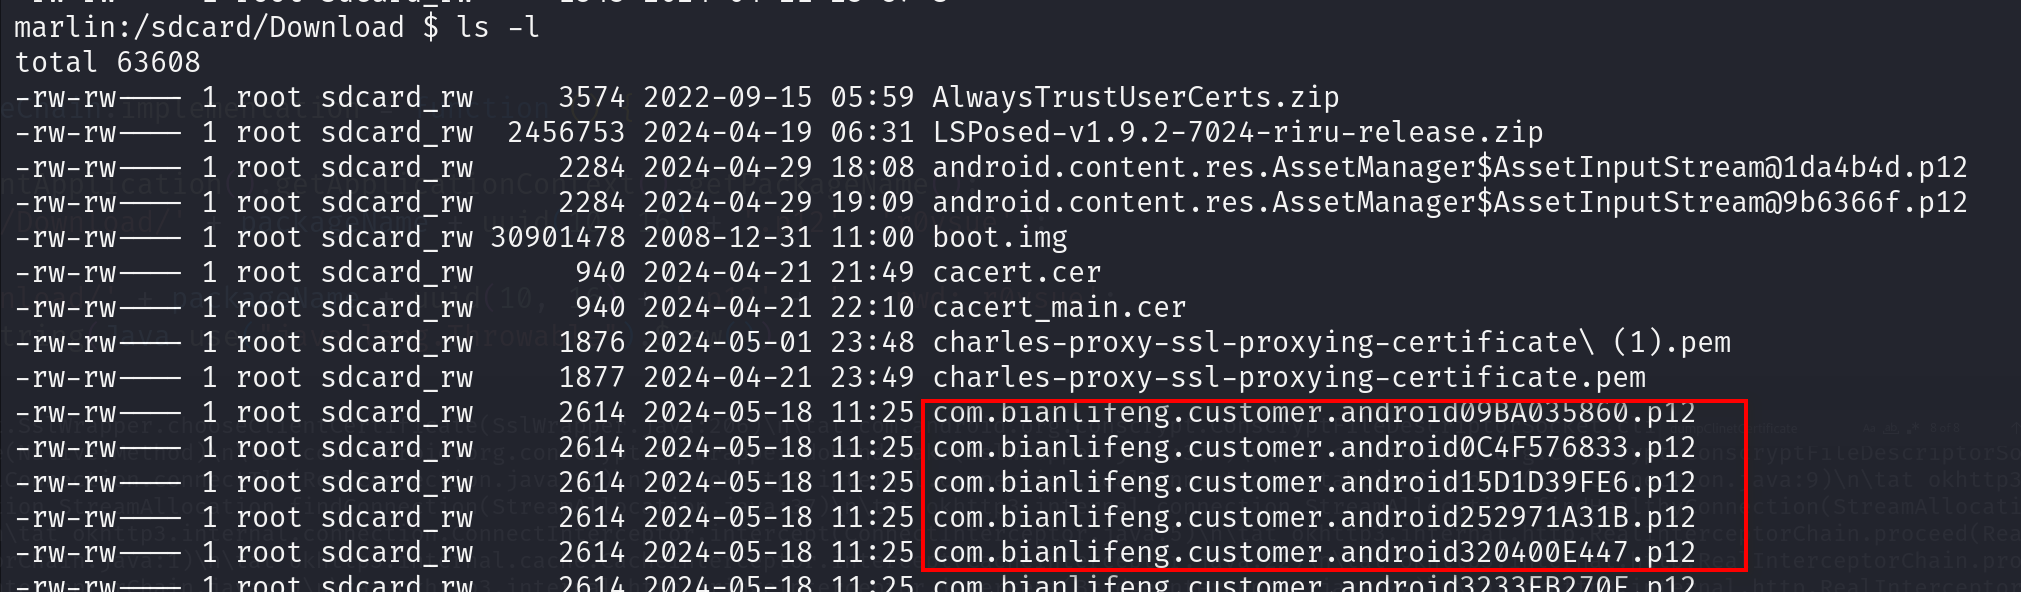 marlin:/sdcard/Download $ ls -l
total 63608
-rw-rw---- 1 root sdcard_rw 3574 2022-09-15 05:59 AlwaysTrustUserCerts.zip
-rw-rw---- 1 root sdcard_rw 2456753 2024-04-19 06:31 LSPosed-v1.9.2-7024-riru-release.zip
-rw-rw---- 1 root sdcard_rw 2284 2024-04-29 18:08 android.content.res.AssetManager$AssetInputStream@1da4b4d.p12
-rw-rw---- 1 root sdcard_rw 2284 2024-04-29 19:09 android.content.res.AssetManager$AssetInputStream@9b6366f.p12
-rw-rw---- 1 root sdcard_rw 30901478 2008-12-31 11:00 boot.img
-rw-rw---- 1 root sdcard_rw 940 2024-04-21 21:49 cacert.cer
-rw-rw---- 1 root sdcard_rw 940 2024-04-21 22:10 cacert_main.cer
-rw-rw---- 1 root sdcard_rw 1876 2024-05-01 23:48 charles-proxy-ssl-proxying-certificate\ (1).pem
-rw-rw---- 1 root sdcard_rw 1877 2024-04-21 23:49 charles-proxy-ssl-proxying-certificate.pem
-rw-rw---- 1 root sdcard_rw 2614 2024-05-18 11:25 com.bianlifeng.customer.android09BA035860.p12
-rw-rw---- 1 root sdcard_rw 2614 2024-05-18 11:25 com.bianlifeng.customer.android0C4F576833.p12
-rw-rw---- 1 root sdcard_rw 2614 2024-05-18 11:25 com.bianlifeng.customer.android15D1D39FE6.p12
-rw-rw---- 1 root sdcard_rw 2614 2024-05-18 11:25 com.bianlifeng.customer.android252971A31B.p12
-rw-rw---- 1 root sdcard_rw 2614 2024-05-18 11:25 com.bianlifeng.customer.android320400E447.p12
-rw-rw---- 1 root sdcard_rw 2614 2024-05-18 11:25